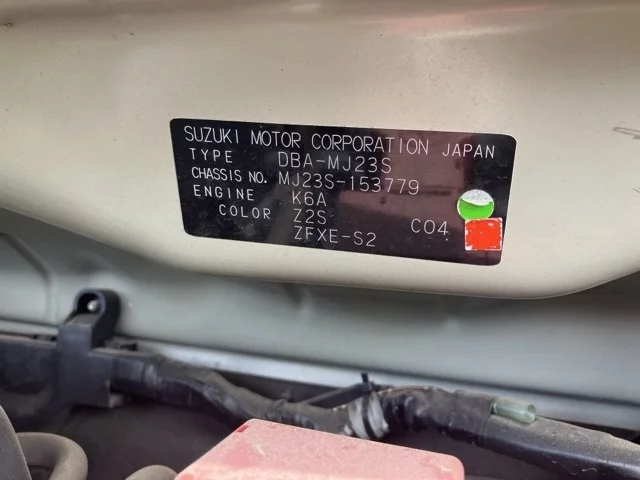 SUZUKI MOTOR CORPORATION JAPAN
TYPE DBA-MJ23S
CHASSIS NO. MJ23S-153779
ENGINE K6A
COLOR Z2S C04
ZFXE-S2